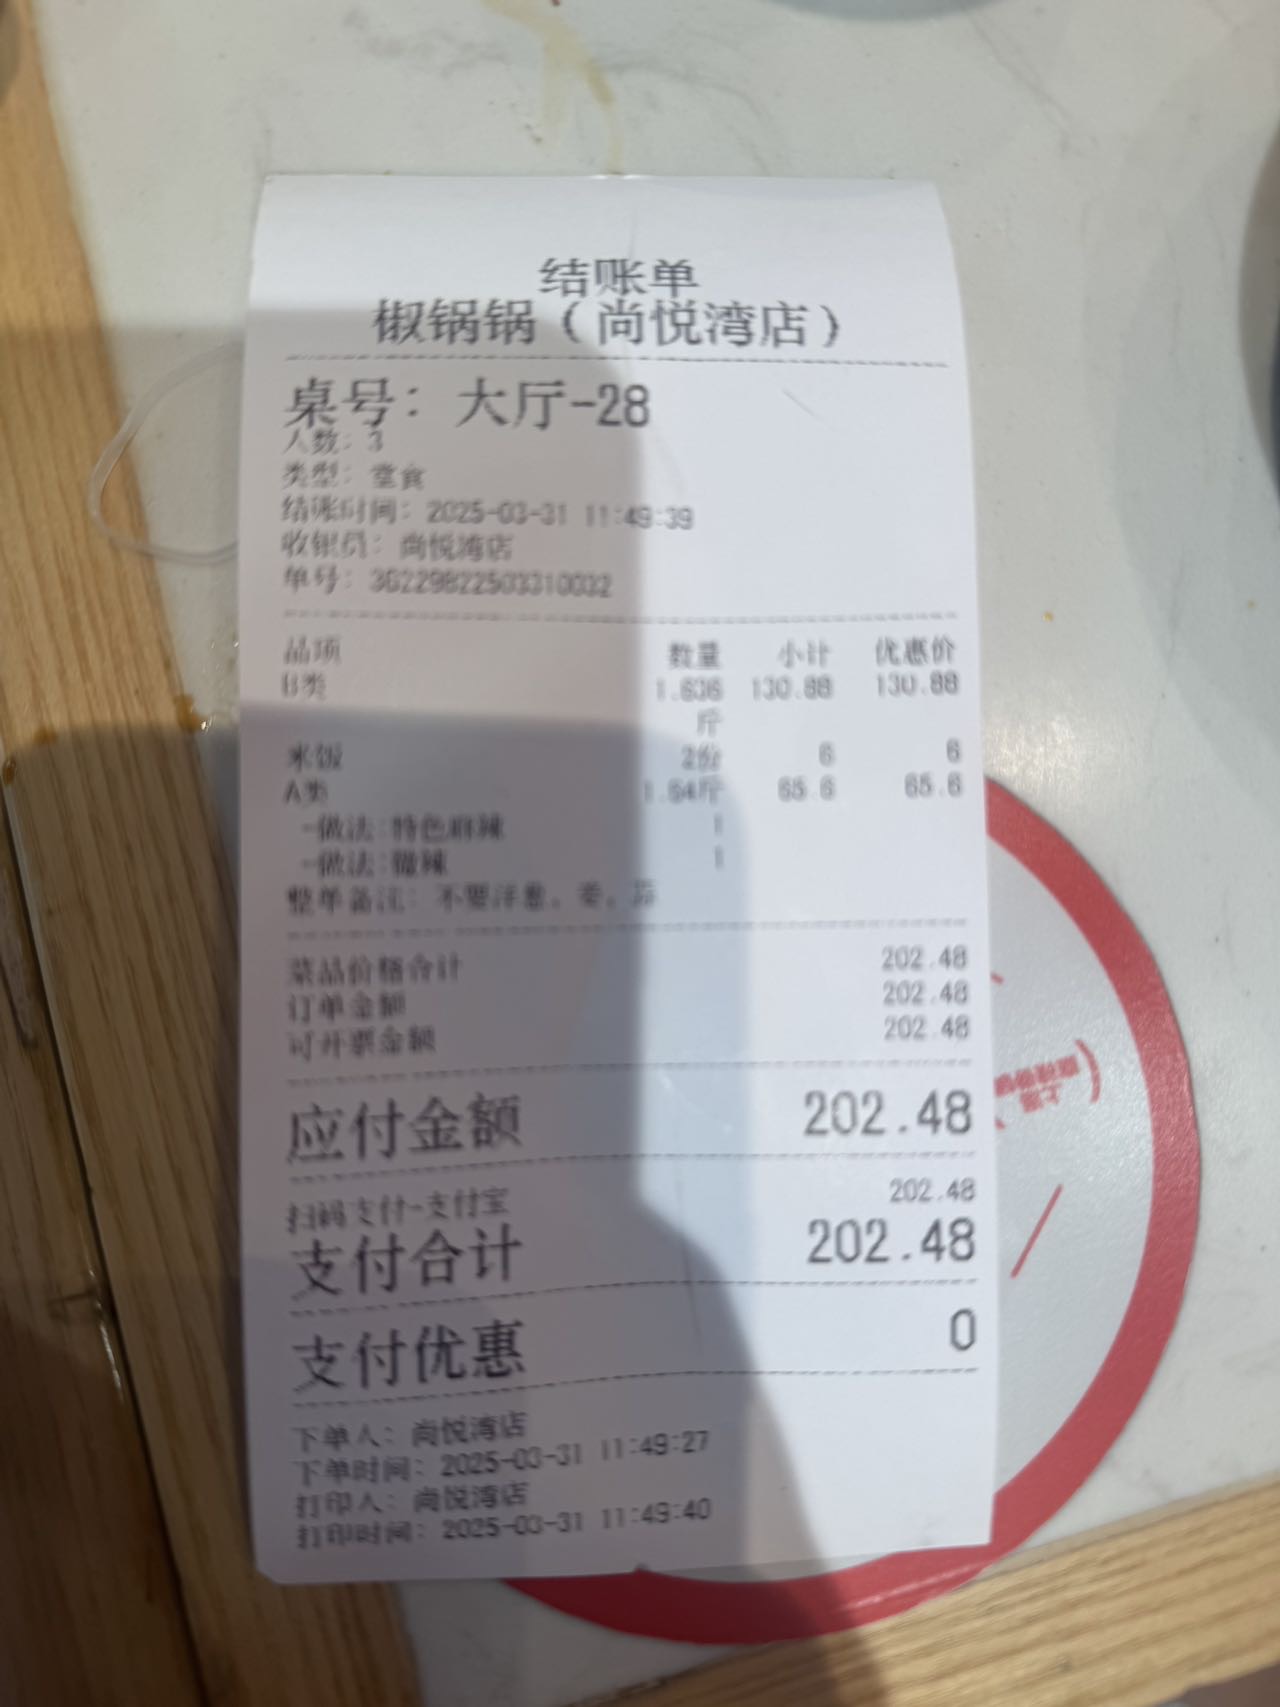 结账单
椒锅锅（尚悦湾店）
桌号：大厅-28
人数：3
类型：堂食
结账时间：2025-03-31 11:49:39
收银员：尚悦湾店
单号：3G229822503310032
品项 数量 小计 优惠价
B类 1.636 130.88 130.88
斤
米饭 2份 6 6
A类 1.64斤 65.6 65.6
-做法:特色麻辣 1
-做法:微辣 1
整单备注：不要洋葱，姜，蒜
菜品价格合计 202.48
订单金额 202.48
可开票金额 202.48
应付金额 202.48
扫码支付-支付宝 202.48
支付合计 202.48
支付优惠 0
下单人：尚悦湾店
下单时间：2025-03-31 11:49:27
打印人：尚悦湾店
打印时间：2025-03-31 11:49:40